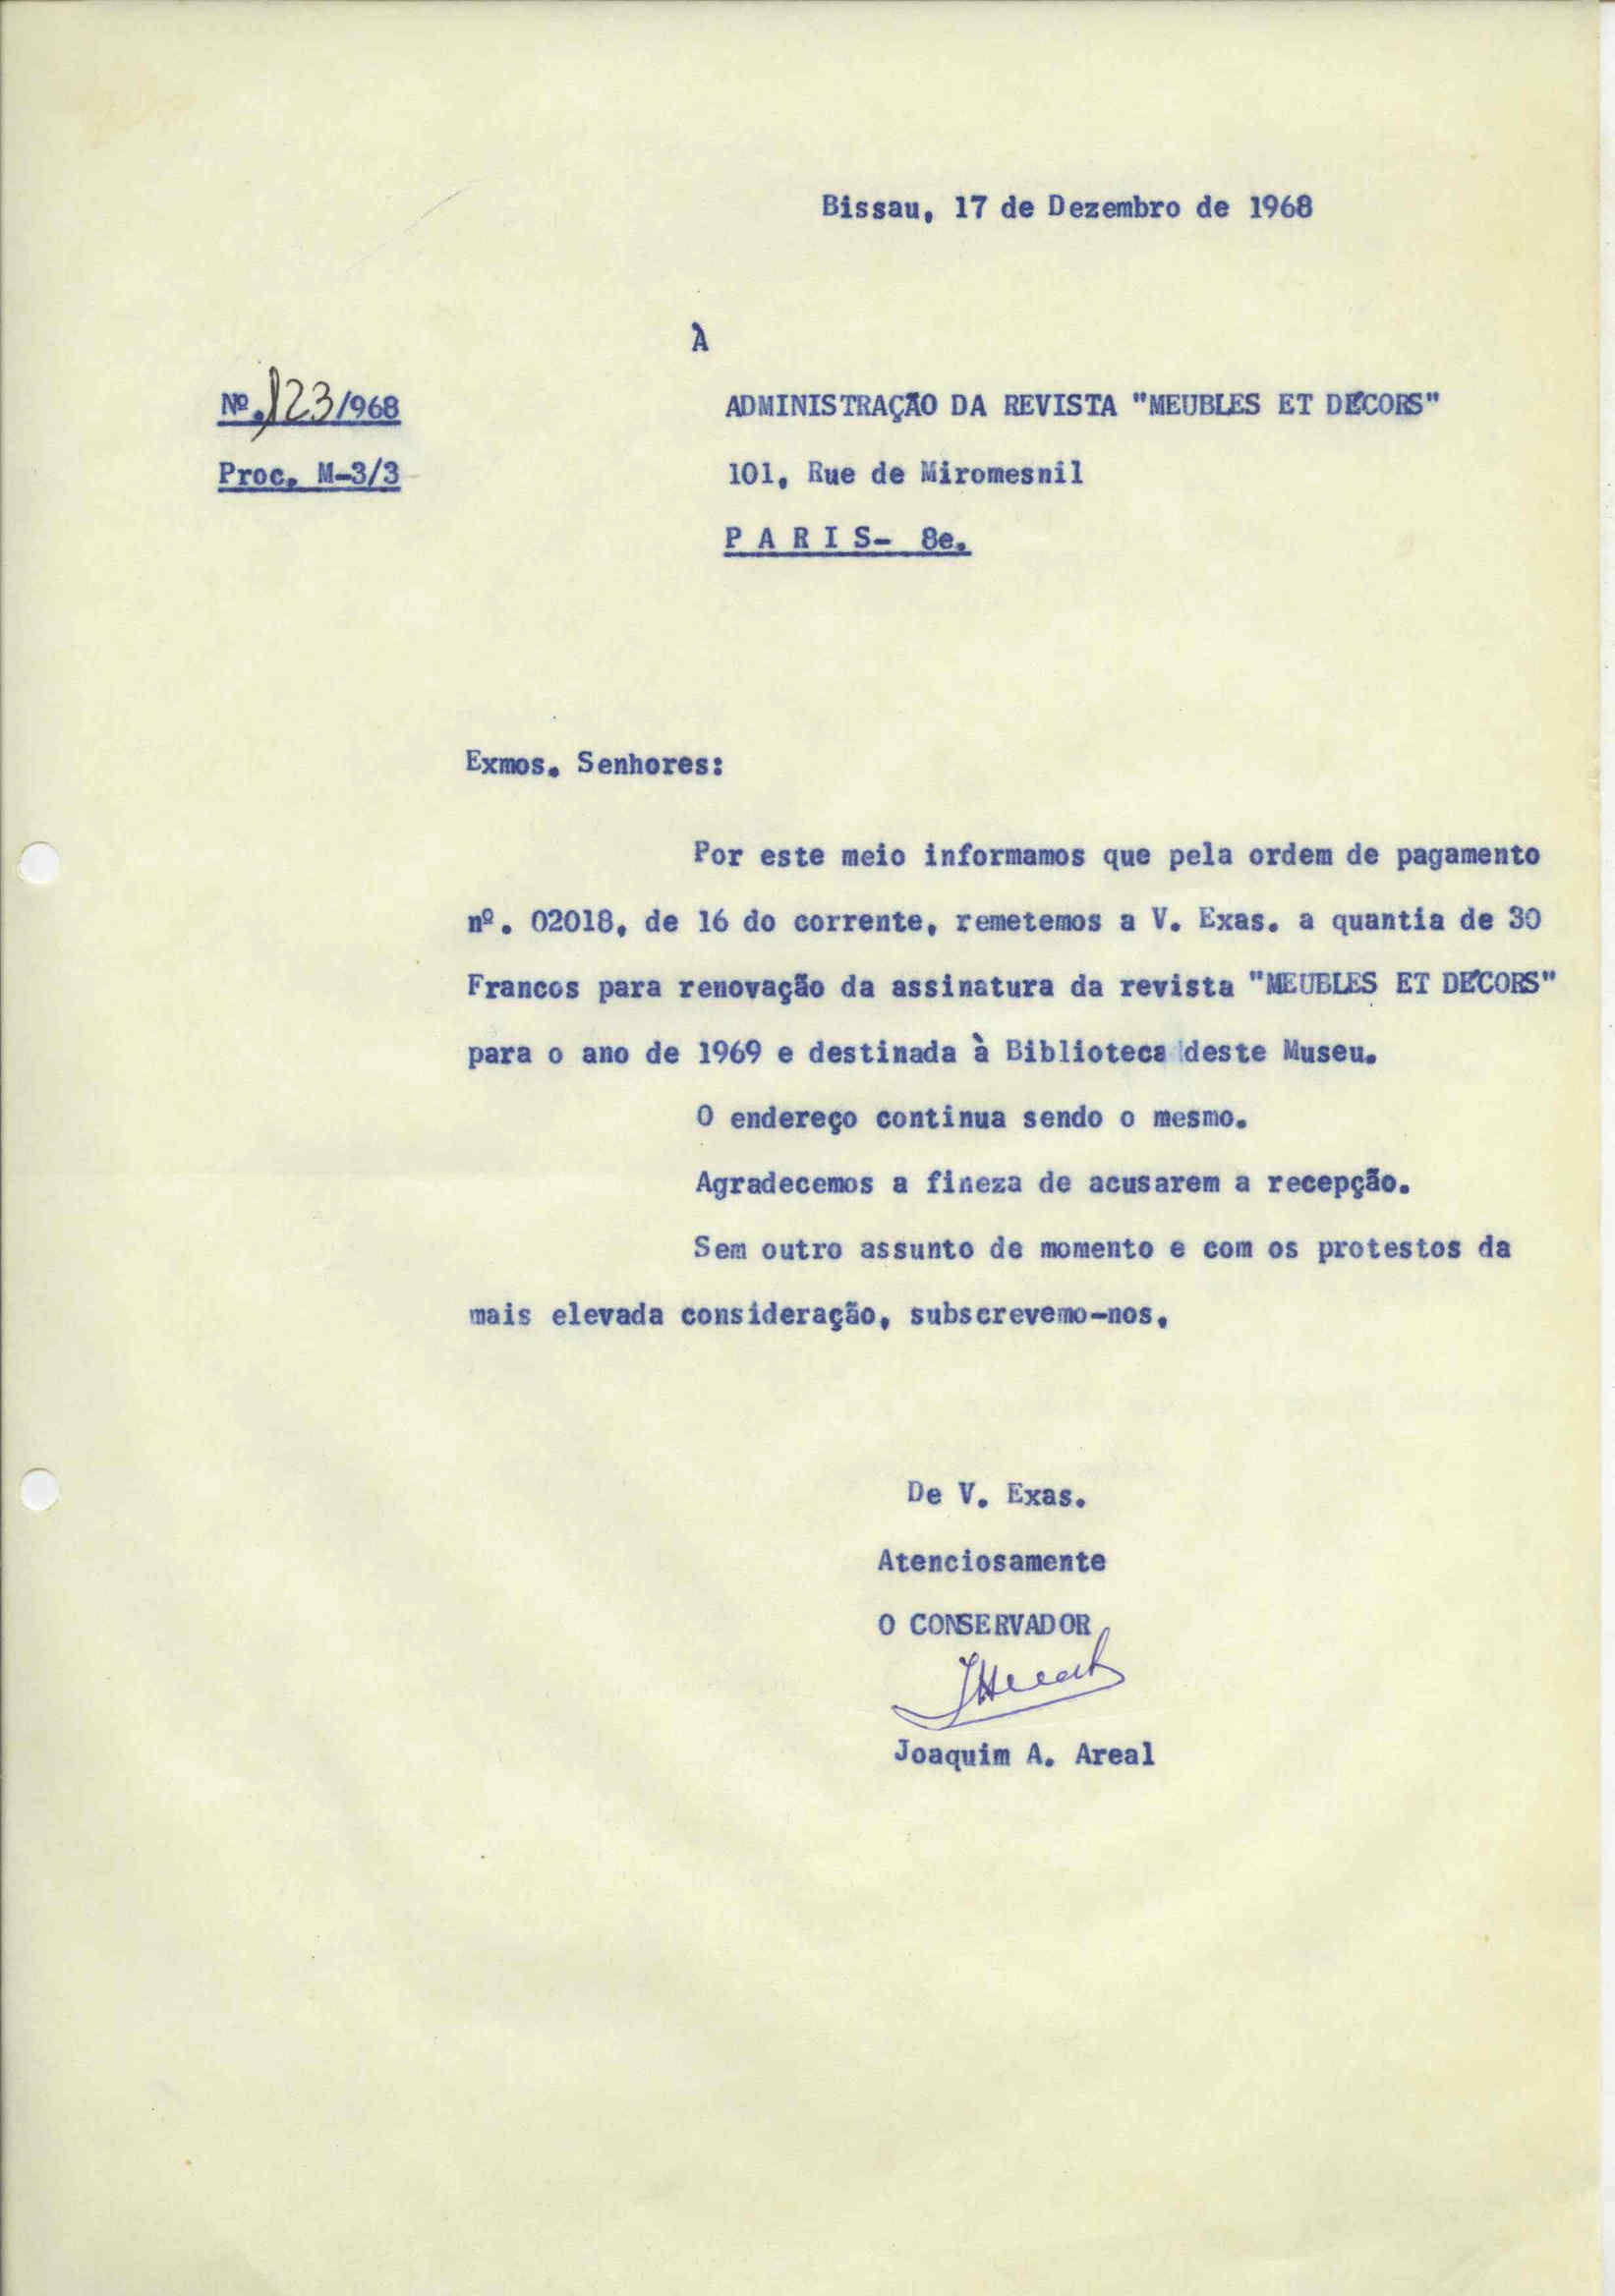 Bissau, 17 de Dezembro de 1968
À
Nº.123/968
ADMINISTRAÇÃO DA REVISTA "MEUBLES ET DÉCORS"
Proc. M-3/3
101, Rue de Miromesnil
P A R I S- 8e.
Exmos. Senhores:
Por este meio informamos que pela ordem de pagamento
nº. 02018, de 16 do corrente, remetemos a V. Exas. a quantia de 30
Francos para renovação da assinatura da revista "MEUBLES ET DÉCORS"
para o ano de 1969 e destinada à Biblioteca deste Museu.
O endereço continua sendo o mesmo.
Agradecemos a fineza de acusarem a recepção.
Sem outro assunto de momento e com os protestos da
mais elevada consideração, subscrevemo-nos,
De V. Exas.
Atenciosamente
O CONSERVADOR
Joaquim A. Areal